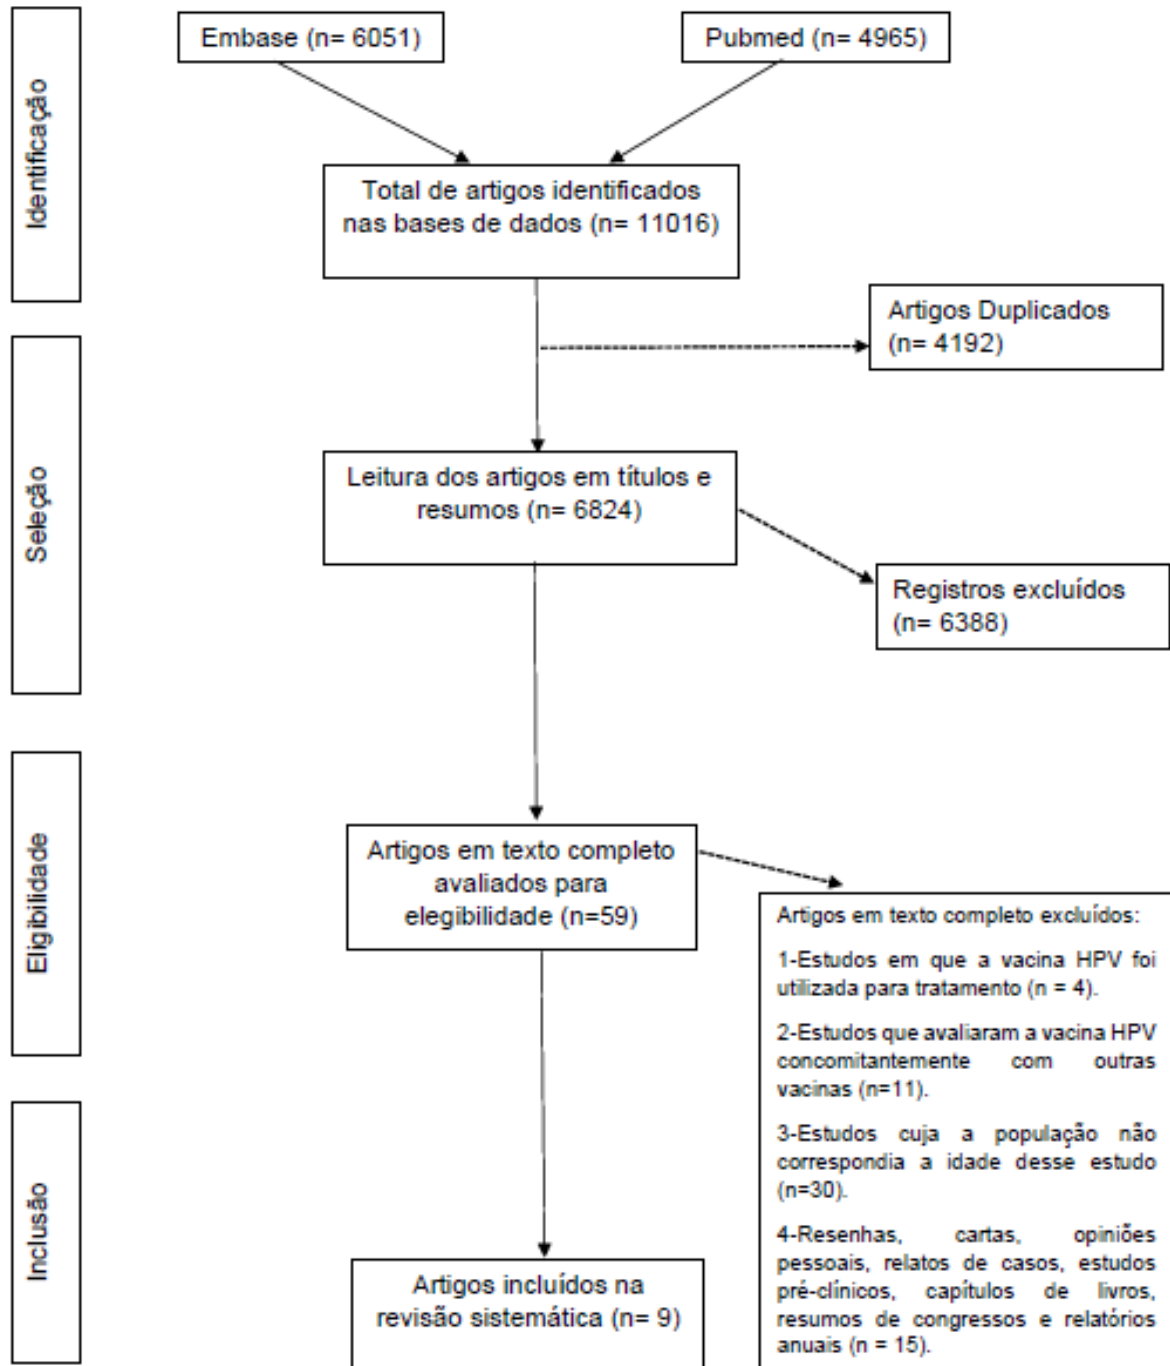 Identificação
Embase (n= 6051)
Pubmed (n= 4965)
Total de artigos identificados
nas bases de dados (n= 11016)
Artigos Duplicados
(n= 4192)
Seleção
Leitura dos artigos em títulos e
resumos (n= 6824)
Registros excluídos
(n= 6388)
Eligibilidade
Artigos em texto completo
avaliados para
elegibilidade (n=59)
Artigos em texto completo excluídos:
1-Estudos em que a vacina HPV foi
utilizada para tratamento (n = 4).
2-Estudos que avaliaram a vacina HPV
concomitantemente com outras
vacinas (n=11).
3-Estudos cuja a população não
correspondia a idade desse estudo
(n=30).
4-Resenhas, cartas, opiniões
pessoais, relatos de casos, estudos
pré-clínicos, capítulos de livros,
resumos de congressos e relatórios
anuais (n = 15).
Inclusão
Artigos incluídos na
revisão sistemática (n= 9)